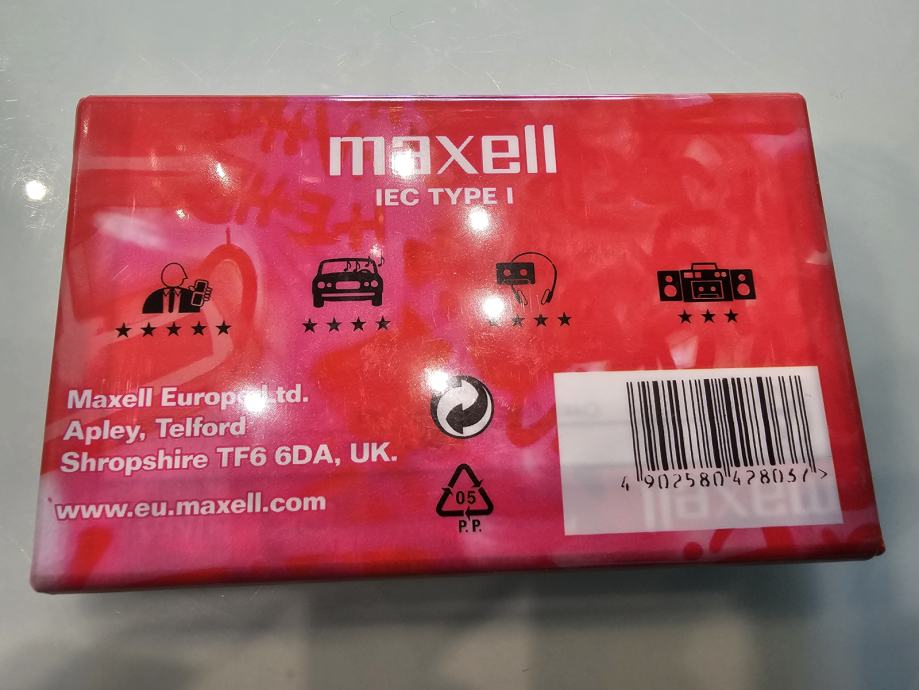 maxell
IEC TYPE I
Maxell Europe Ltd.
Apley, Telford
Shropshire TF6 6DA, UK.
www.eu.maxell.com
05
P.P.
4 902580 428037 >